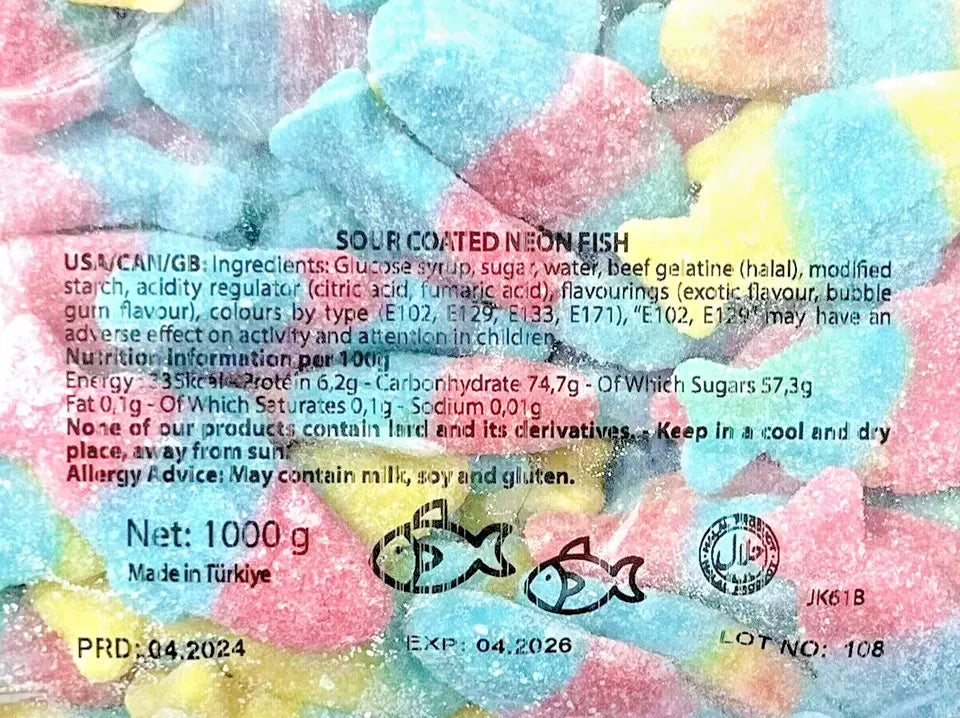 SOUR COATED NEON FISH
USA/CAN/GB: Ingredients: Glucose syrup, sugar, water, beef gelatine (halal), modified
starch, acidity regulator (citric acid, fumaric acid), flavourings (exotic flavour, bubble
gum flavour), colours by type (E102, E129, E133, E171), "E102, E129" may have an
adverse effect on activity and attention in children.
Nutrition Information per 100g
Energy : - Protein 6,2g - Carbonhydrate 74,7g - Of Which Sugars 57,3g
Fat 0,1g - Of Which Saturates 0,1g - Sodium 0,01g
None of our products contain lard and its derivatives. - Keep in a cool and dry
place, away from sun.
Allergy Advice: May contain milk, soy and gluten.
Net: 1000 g
Made in Türkiye
حلال
JK61B
PRD: 04.2024
EXP: 04.2026
LOT NO: 108